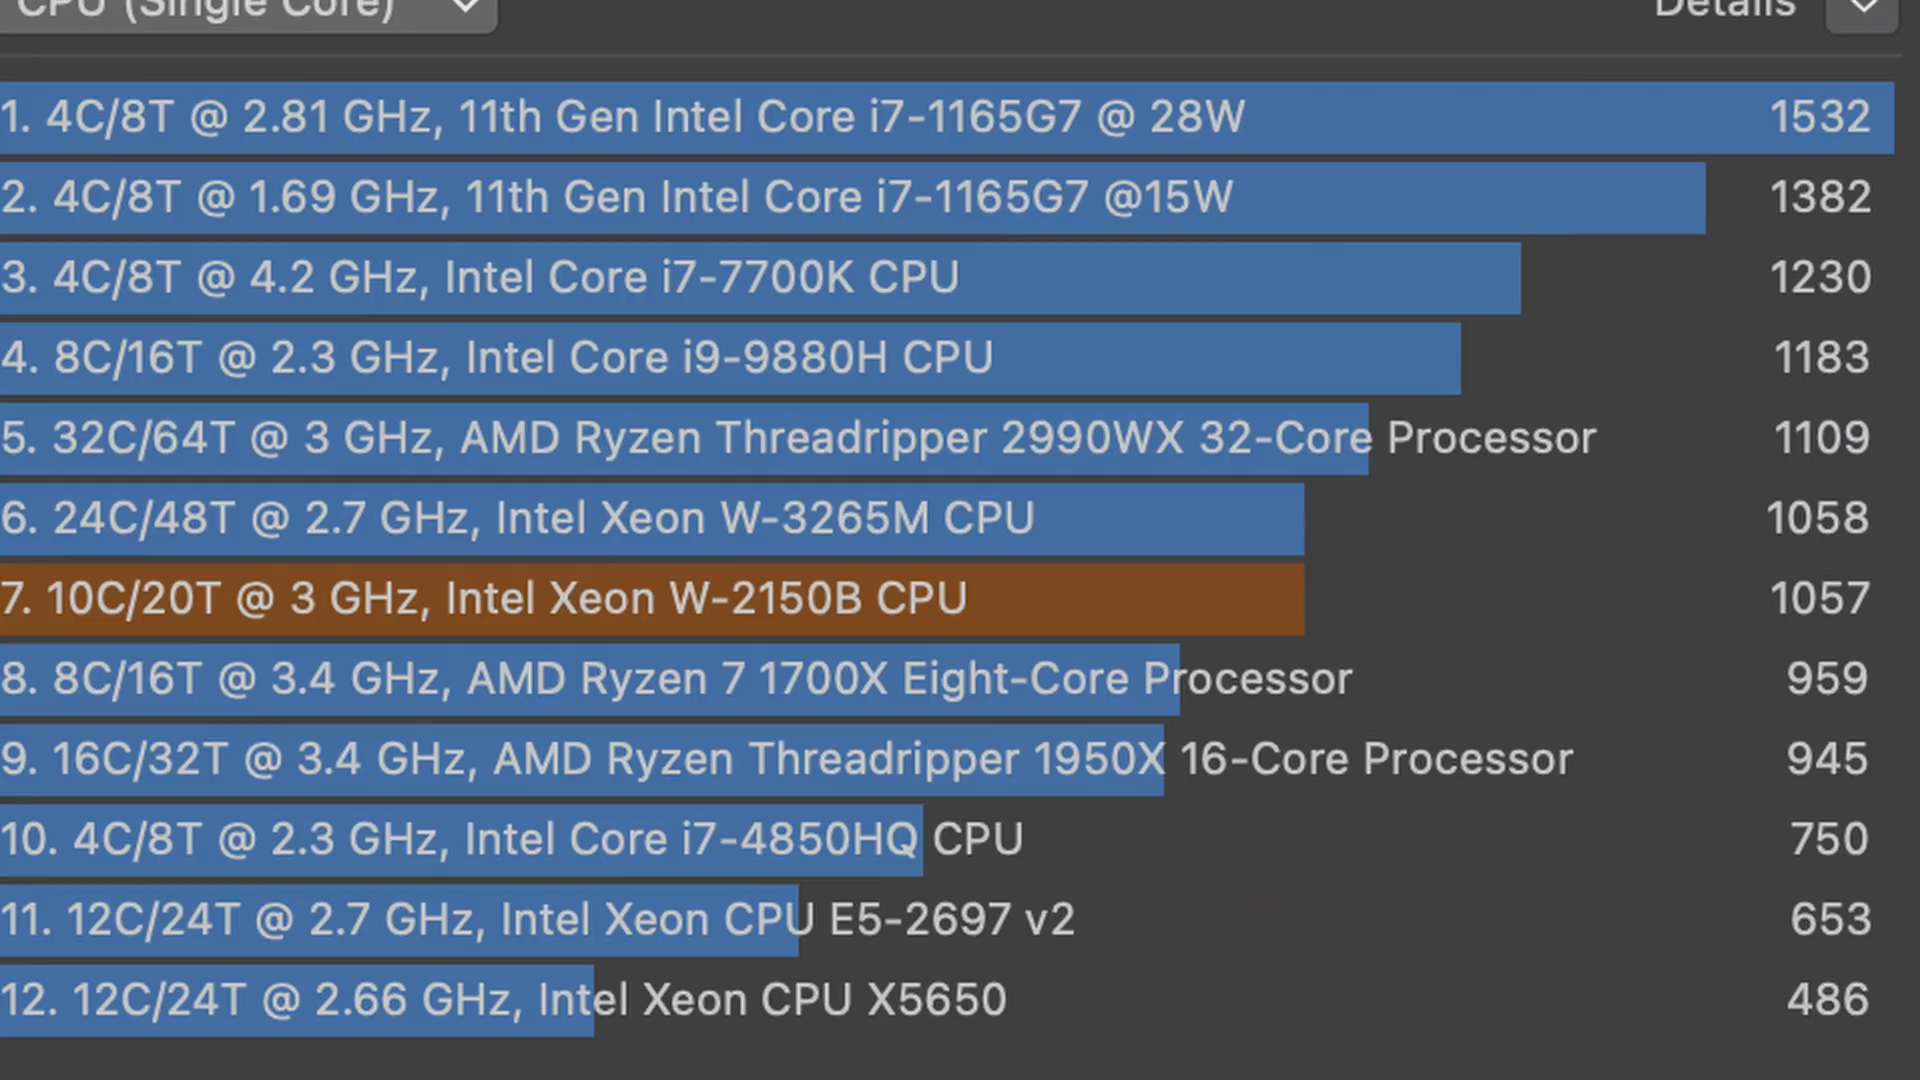 CPU (Single Core)
Details
1. 4C/8T @ 2.81 GHz, 11th Gen Intel Core i7-1165G7 @ 28W 1532
2. 4C/8T @ 1.69 GHz, 11th Gen Intel Core i7-1165G7 @15W 1382
3. 4C/8T @ 4.2 GHz, Intel Core i7-7700K CPU 1230
4. 8C/16T @ 2.3 GHz, Intel Core i9-9880H CPU 1183
5. 32C/64T @ 3 GHz, AMD Ryzen Threadripper 2990WX 32-Core Processor 1109
6. 24C/48T @ 2.7 GHz, Intel Xeon W-3265M CPU 1058
7. 10C/20T @ 3 GHz, Intel Xeon W-2150B CPU 1057
8. 8C/16T @ 3.4 GHz, AMD Ryzen 7 1700X Eight-Core Processor 959
9. 16C/32T @ 3.4 GHz, AMD Ryzen Threadripper 1950X 16-Core Processor 945
10. 4C/8T @ 2.3 GHz, Intel Core i7-4850HQ CPU 750
11. 12C/24T @ 2.7 GHz, Intel Xeon CPU E5-2697 v2 653
12. 12C/24T @ 2.66 GHz, Intel Xeon CPU X5650 486